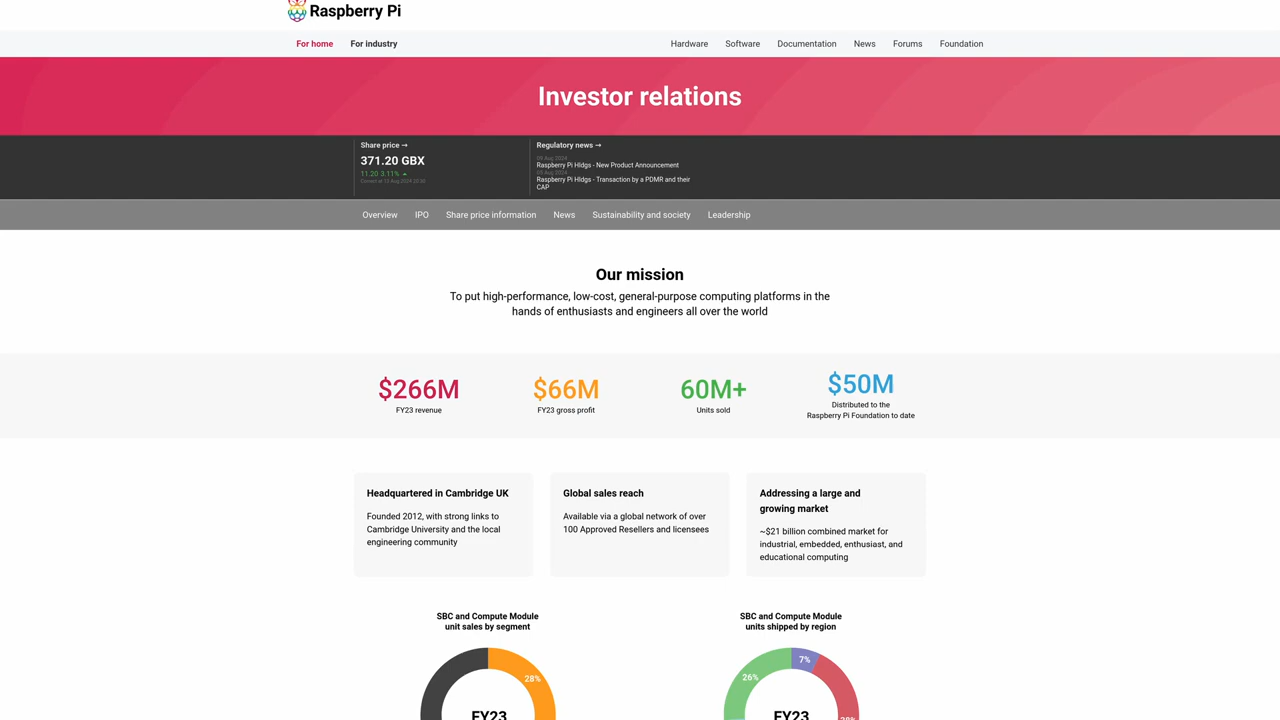 Raspberry Pi
For home
For industry
Hardware
Software
Documentation
News
Forums
Foundation
Investor relations
Share price →
371.20 GBX
11.20 3.11%
Regulatory news →
09 Aug 2024
Raspberry Pi Hldgs - New Product Announcement
Raspberry Pi Hldgs - Transaction by a PDMR and their
CAP
Overview
IPO
Share price information
News
Sustainability and society
Leadership
Our mission
To put high-performance, low-cost, general-purpose computing platforms in the
hands of enthusiasts and engineers all over the world
$266M
FY23 revenue
$66M
FY23 gross profit
60M+
Units sold
$50M
Distributed to the
Raspberry Pi Foundation to date
Headquartered in Cambridge UK
Founded 2012, with strong links to
Cambridge University and the local
engineering community
Global sales reach
Available via a global network of over
100 Approved Resellers and licensees
Addressing a large and
growing market
~$21 billion combined market for
industrial, embedded, enthusiast, and
educational computing
SBC and Compute Module
unit sales by segment
28%
FY23
SBC and Compute Module
units shipped by region
7%
26%
FY23